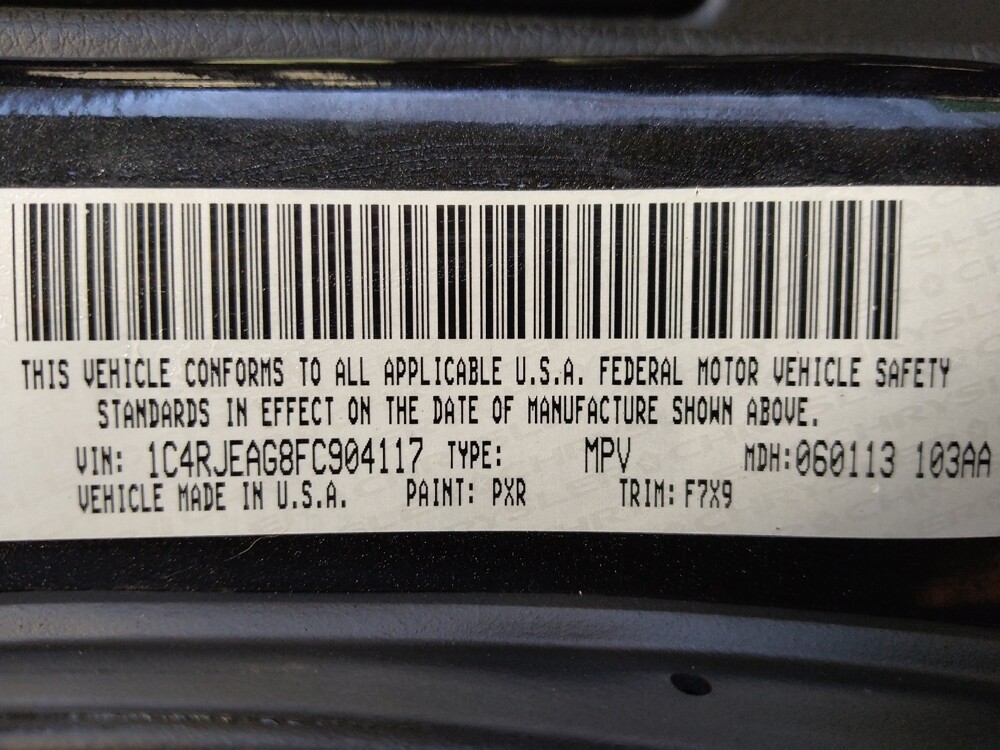 THIS VEHICLE CONFORMS TO ALL APPLICABLE U.S.A. FEDERAL MOTOR VEHICLE SAFETY
STANDARDS IN EFFECT ON THE DATE OF MANUFACTURE SHOWN ABOVE.
VIN: 1C4RJEAG8FC904117 TYPE: MPV MDH:060113 103AA
VEHICLE MADE IN U.S.A. PAINT: PXR TRIM: F7X9